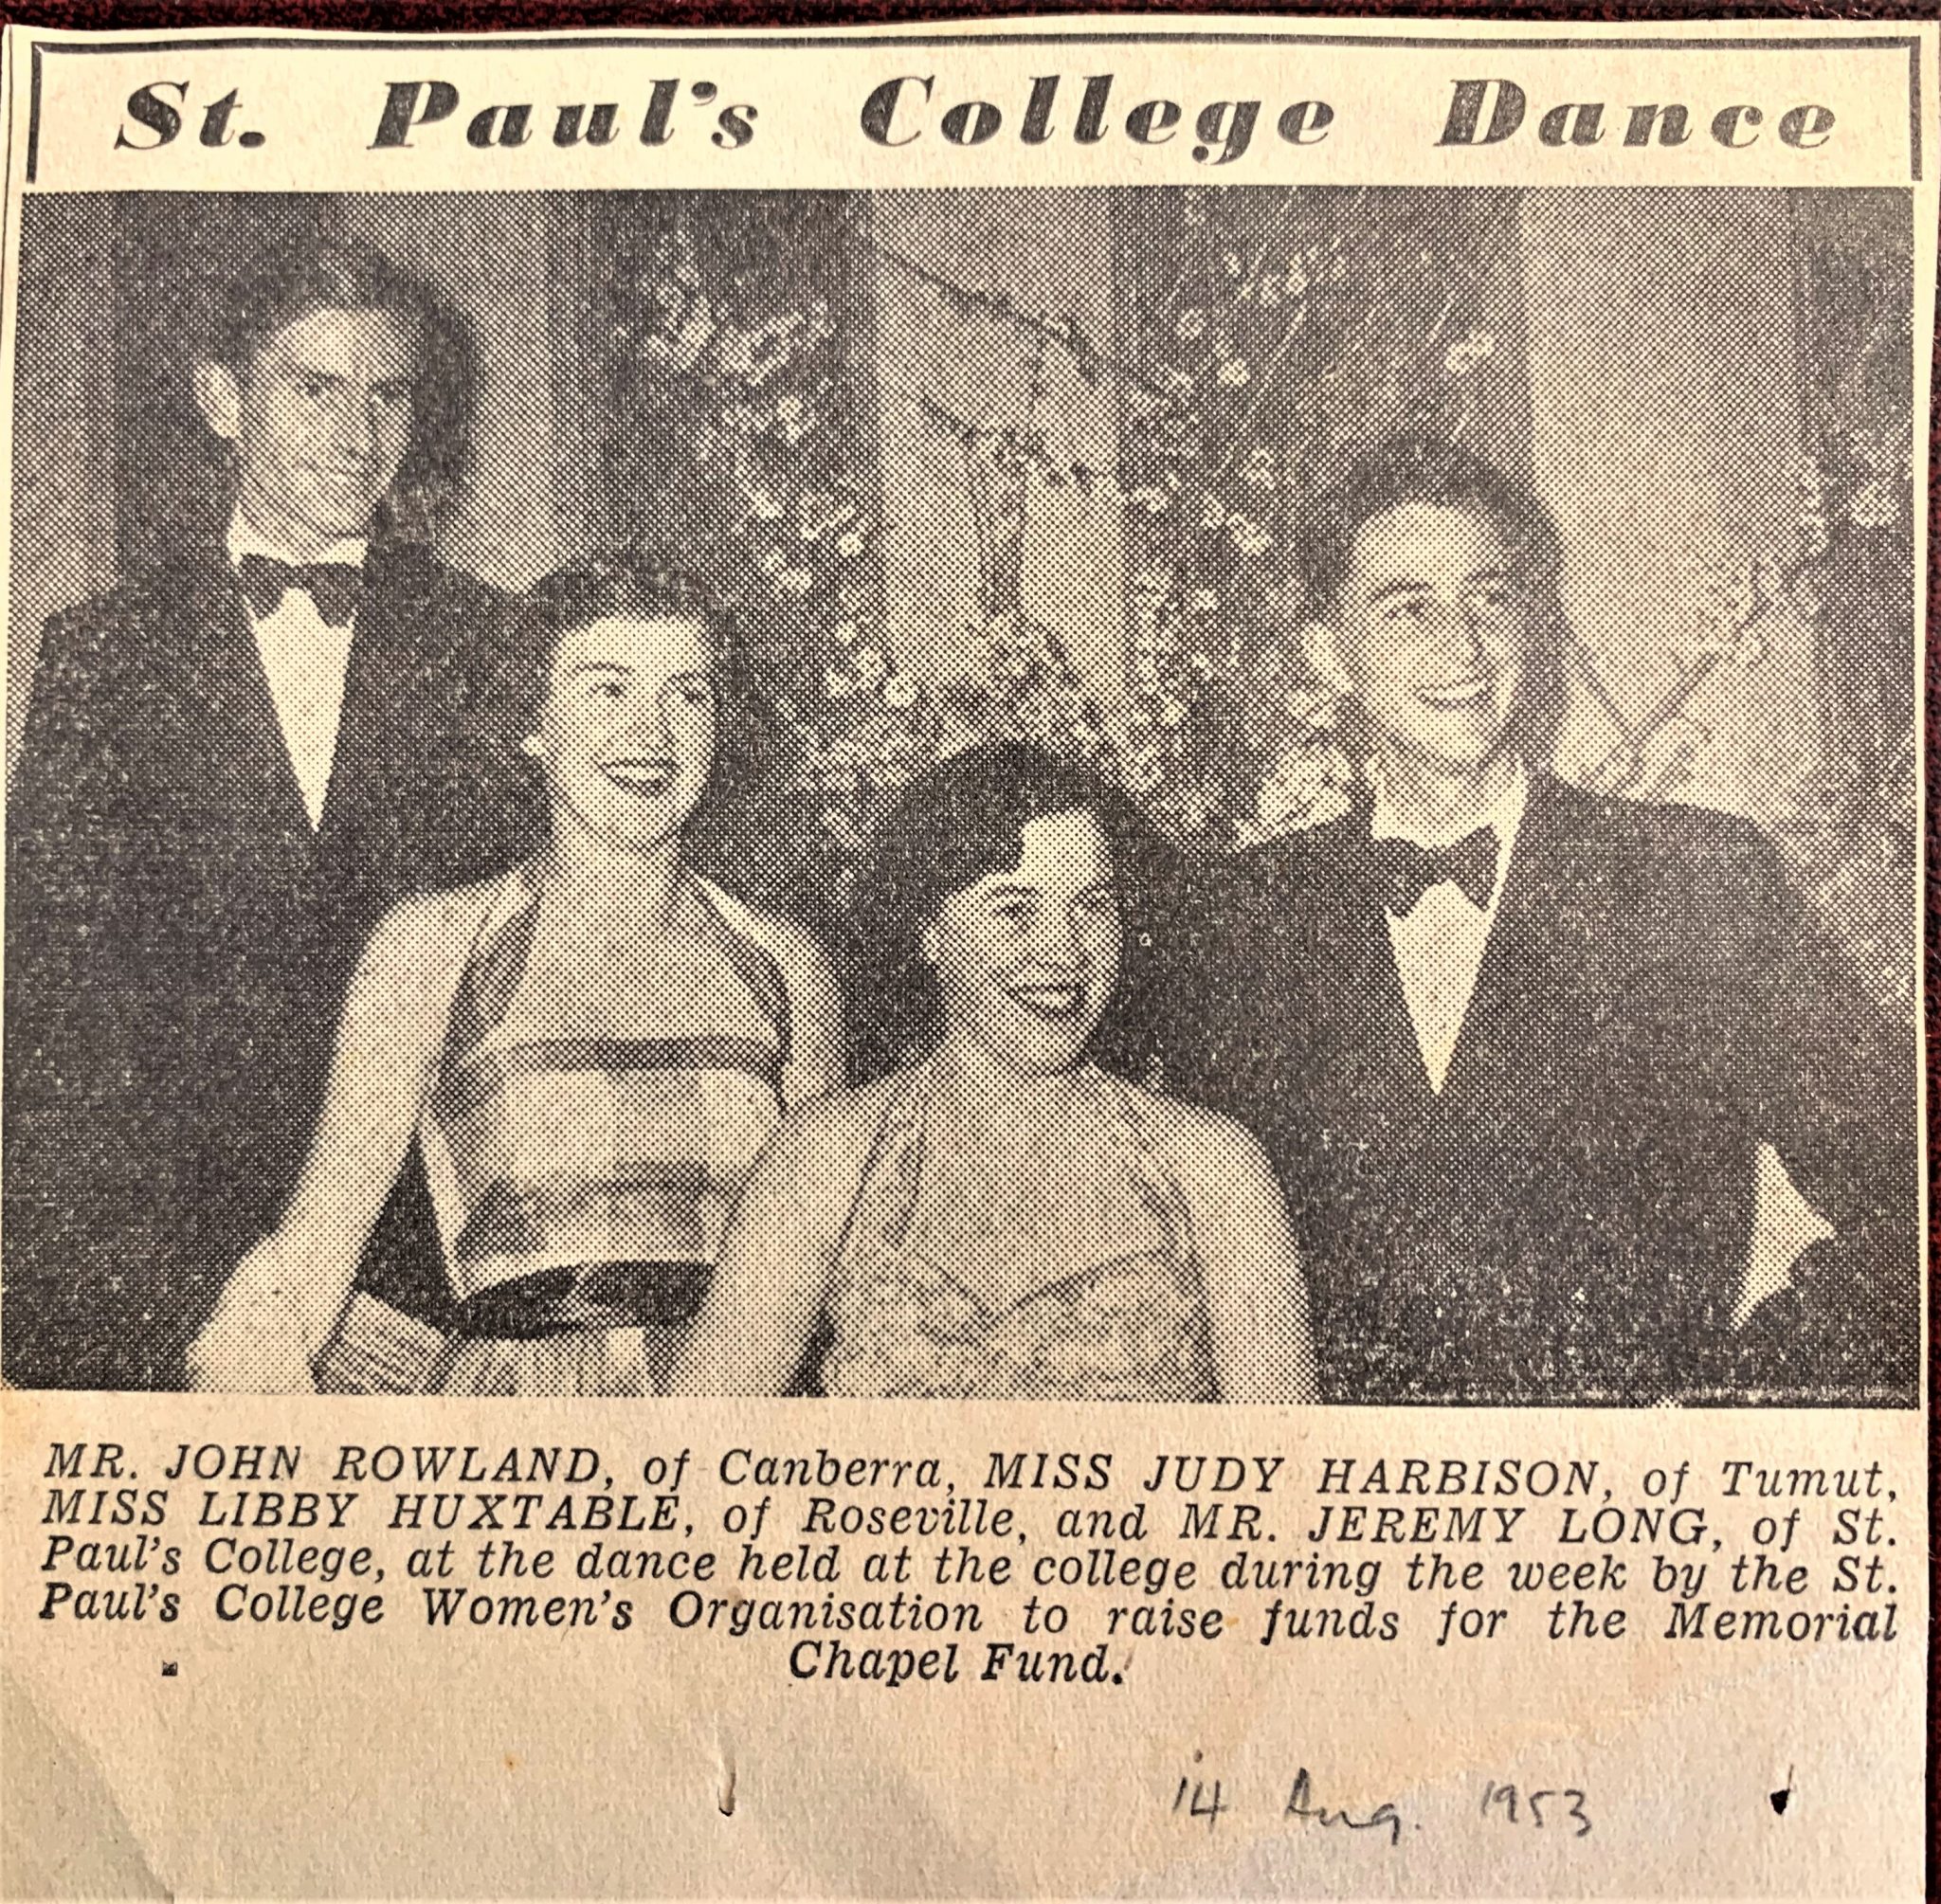 St. Paul's College Dance
MR. JOHN ROWLAND, of Canberra, MISS JUDY HARBISON, of Tumut,
MISS LIBBY HUXTABLE, of Roseville, and MR. JEREMY LONG, of St.
Paul's College, at the dance held at the college during the week by the St.
Paul's College Women's Organisation to raise funds for the Memorial
Chapel Fund.
14 Aug. 1953